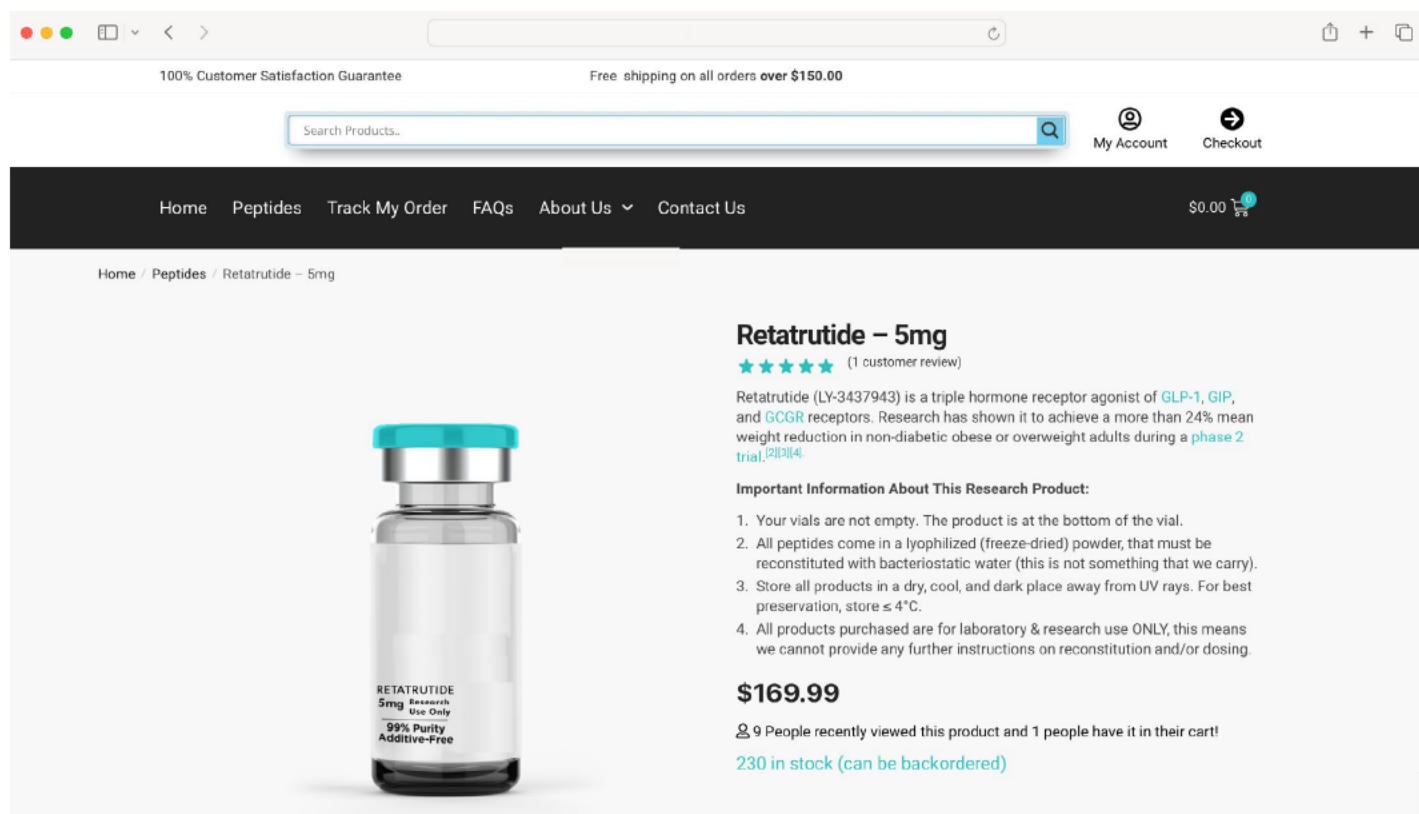 100% Customer Satisfaction Guarantee
Free shipping on all orders over $150.00
Search Products..
My Account
Checkout
Home
Peptides
Track My Order
FAQs
About Us
Contact Us
$0.00
0
Home / Peptides / Retatrutide – 5mg
Retatrutide – 5mg
(1 customer review)
Retatrutide (LY-3437943) is a triple hormone receptor agonist of GLP-1, GIP,
and GCGR receptors. Research has shown it to achieve a more than 24% mean
weight reduction in non-diabetic obese or overweight adults during a phase 2
trial.[2][3][4].
Important Information About This Research Product:
1. Your vials are not empty. The product is at the bottom of the vial.
2. All peptides come in a lyophilized (freeze-dried) powder, that must be
reconstituted with bacteriostatic water (this is not something that we carry).
3. Store all products in a dry, cool, and dark place away from UV rays. For best
preservation, store ≤ 4°C.
4. All products purchased are for laboratory & research use ONLY, this means
we cannot provide any further instructions on reconstitution and/or dosing.
$169.99
9 People recently viewed this product and 1 people have it in their cart!
230 in stock (can be backordered)
RETATRUTIDE
5mg Research
Use Only
99% Purity
Additive-Free